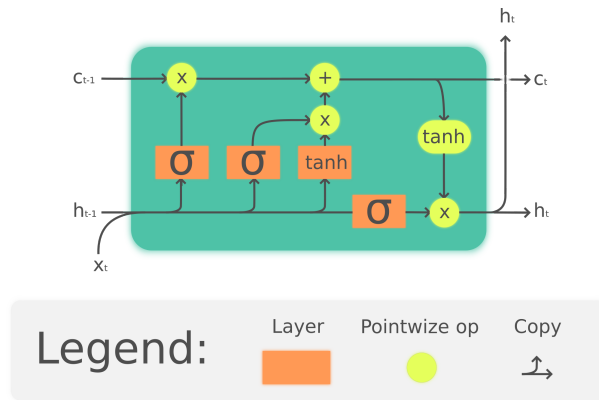 hₜ
cₜ₋₁ x + cₜ
x
tanh
σ σ tanh
hₜ₋₁ σ x hₜ
xₜ
Legend:
Layer Pointwize op Copy